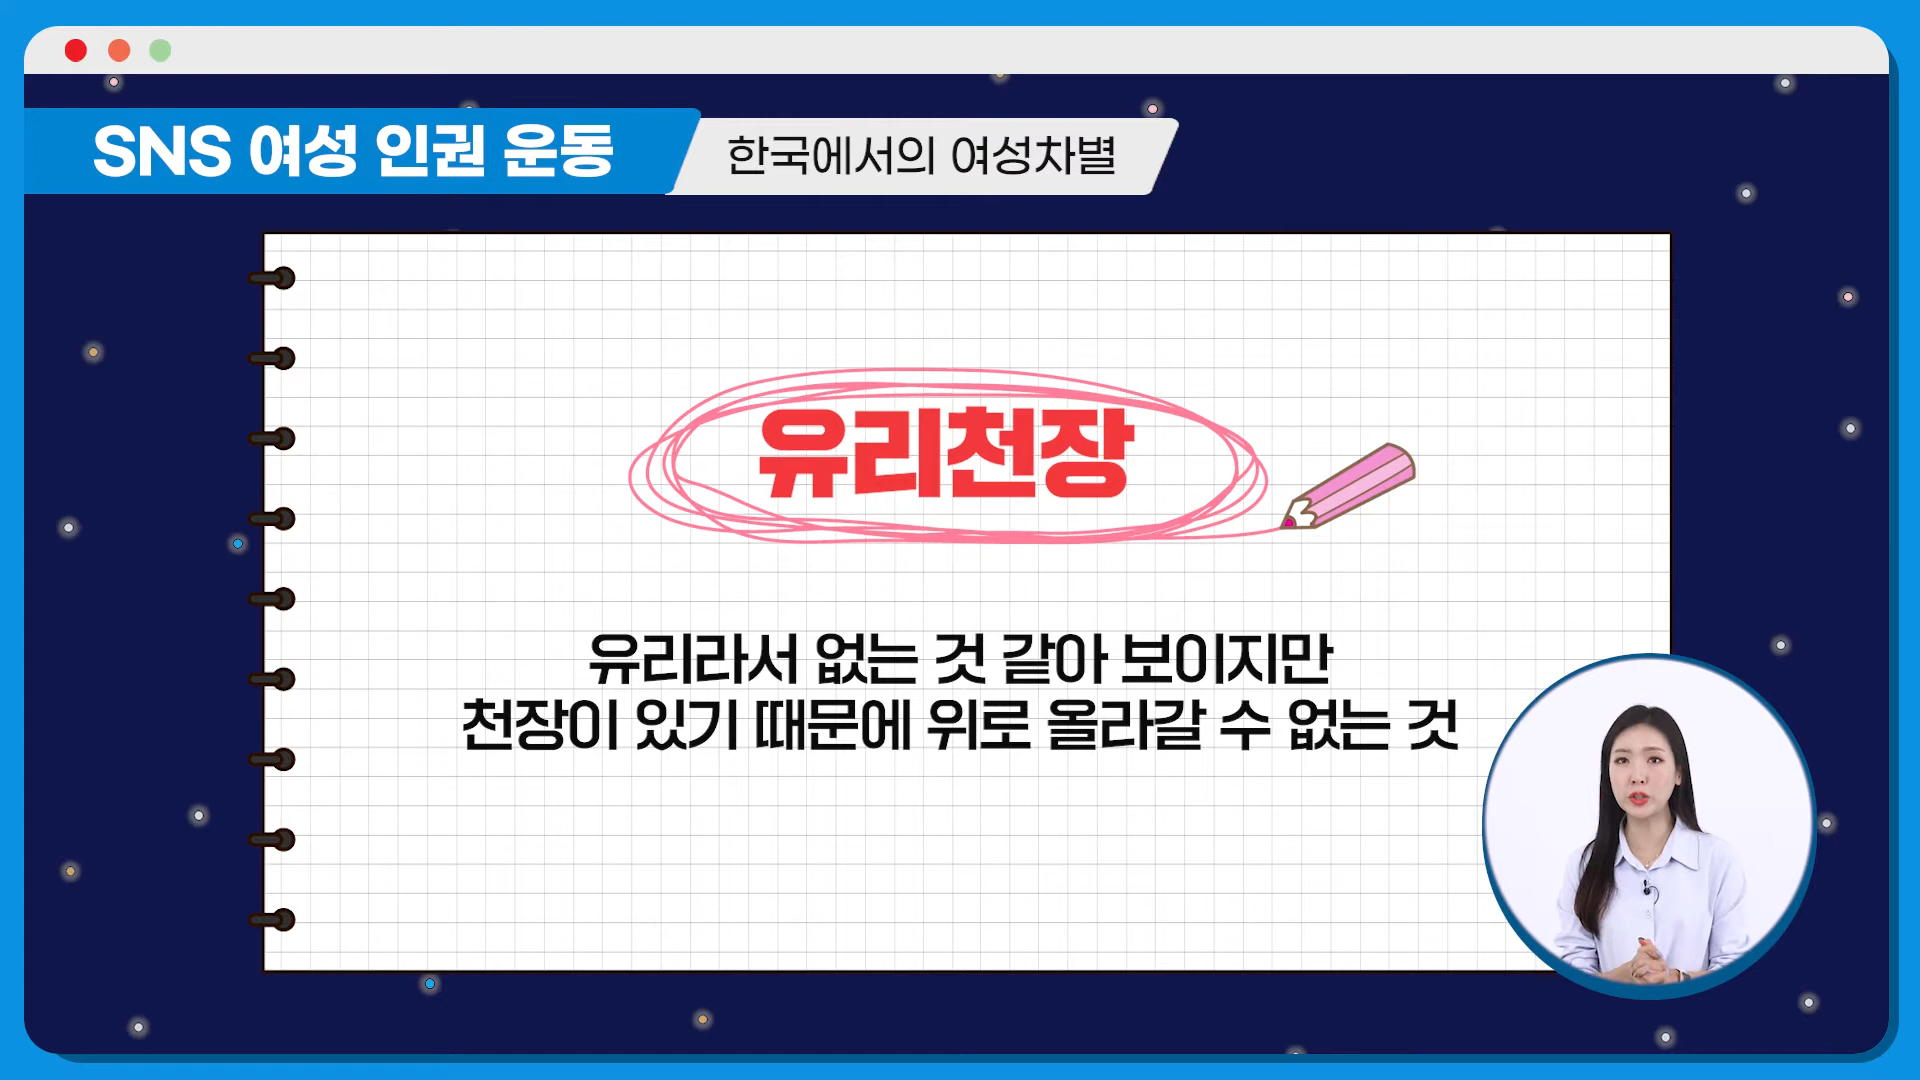 SNS 여성 인권 운동
한국에서의 여성차별
유리천장
유리라서 없는 것 같아 보이지만
천장이 있기 때문에 위로 올라갈 수 없는 것